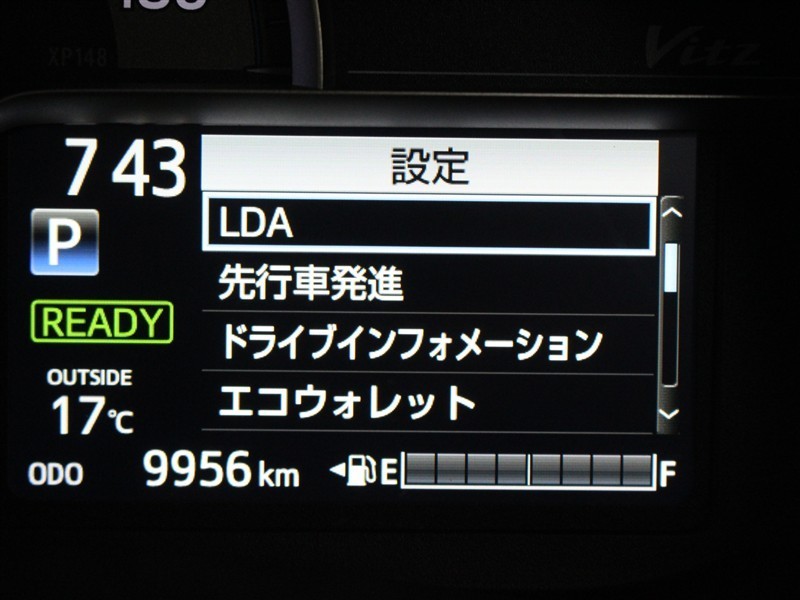 XP148
Vitz
7 43
設定
P
LDA
先行車発進
READY
ドライブインフォメーション
OUTSIDE
17℃
エコウォレット
ODO 9956 km
E F